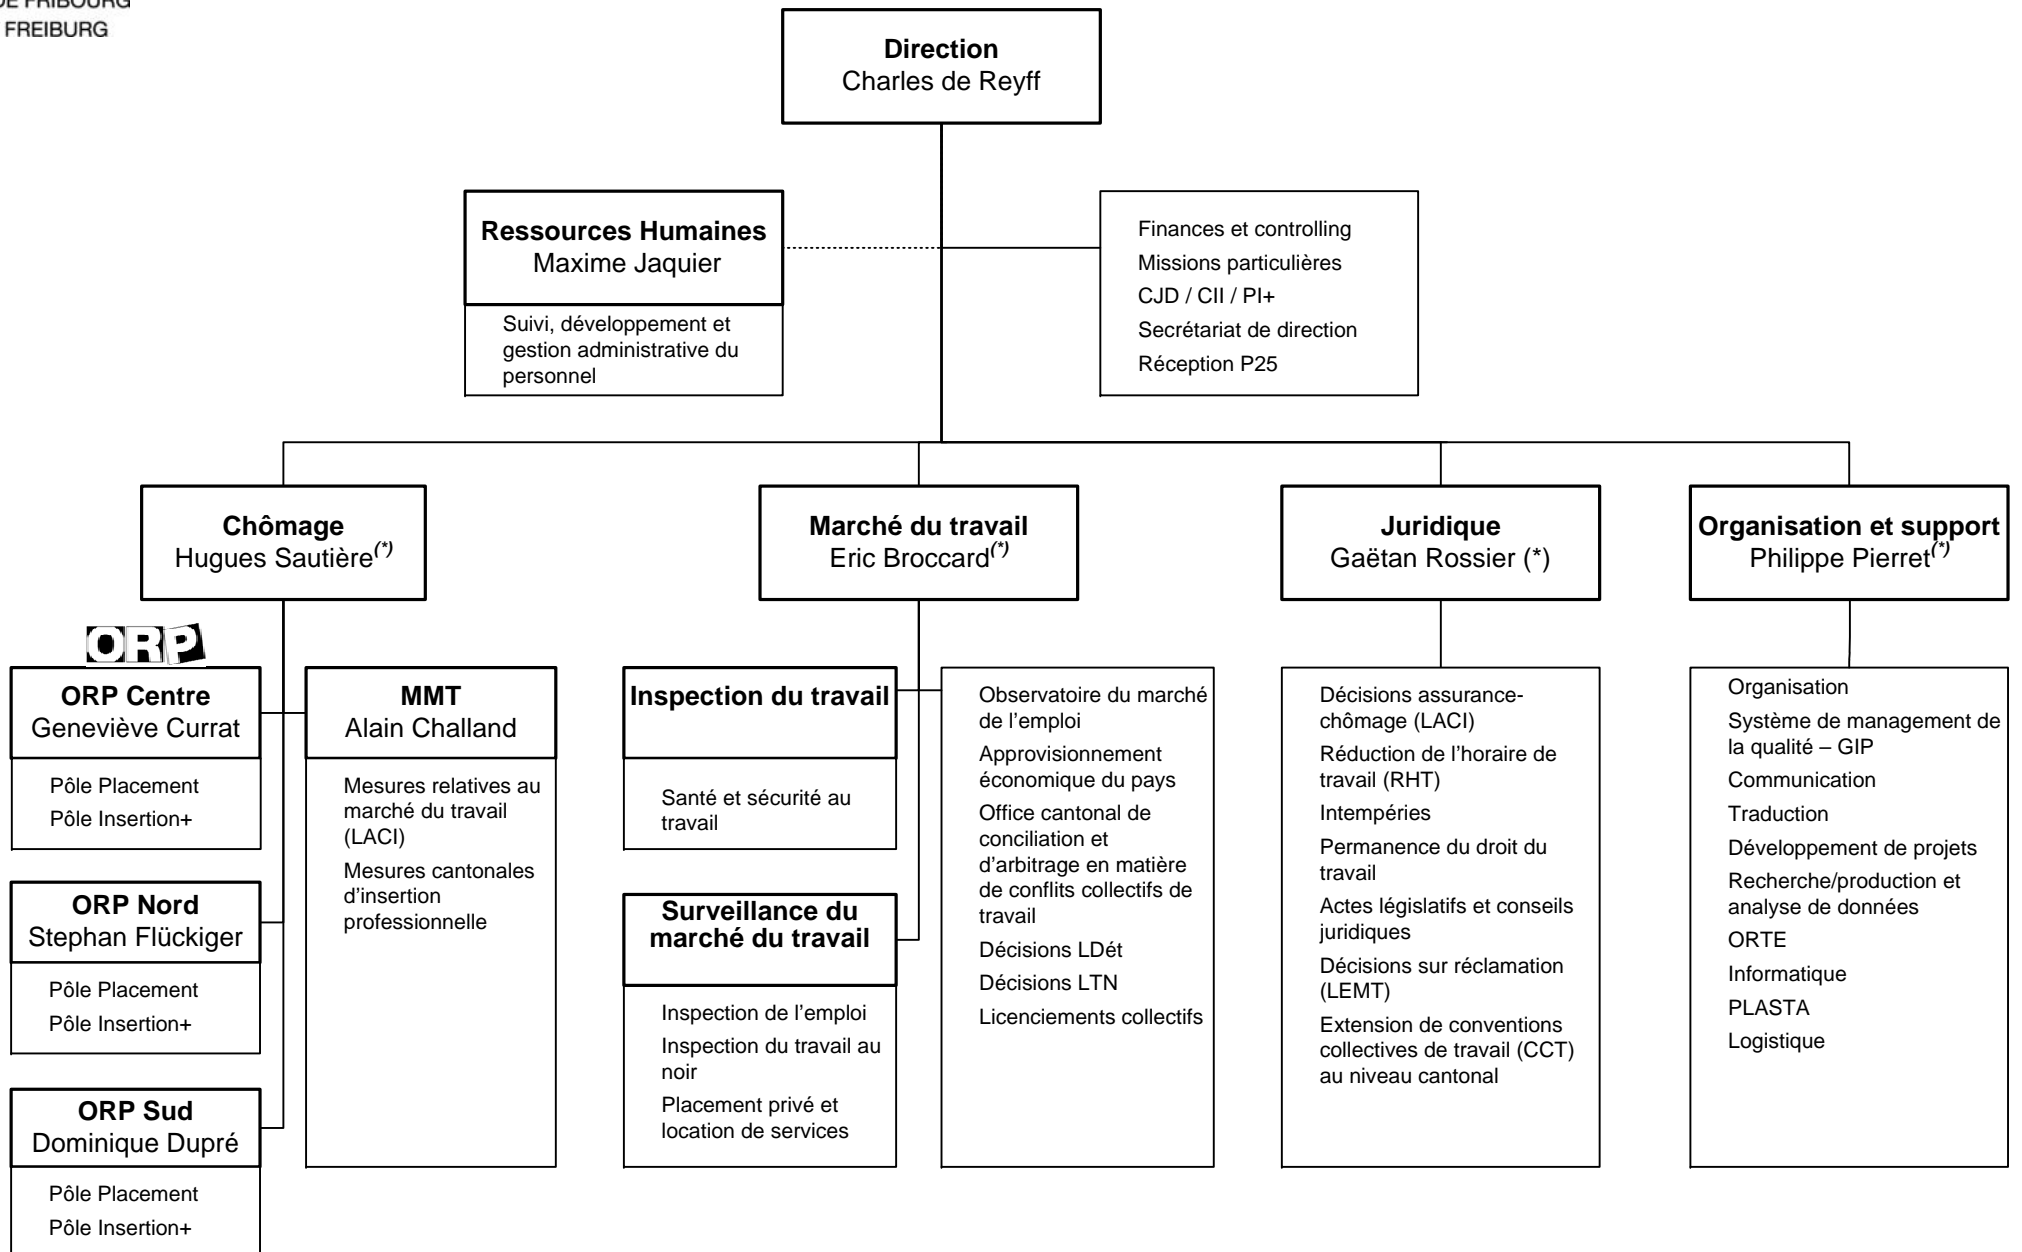 DE FRIBOURG
FREIBURG
Direction
Charles de Reyff
Ressources Humaines
Maxime Jaquier
Suivi, développement et
gestion administrative du
personnel
Finances et controlling
Missions particulières
CJD / CII / PI+
Secrétariat de direction
Réception P25
Chômage
Hugues Sautière(*)
Marché du travail
Eric Broccard(*)
Juridique
Gaëtan Rossier (*)
Organisation et support
Philippe Pierret(*)
ORP
ORP Centre
Geneviève Currat
Pôle Placement
Pôle Insertion+
ORP Nord
Stephan Flückiger
Pôle Placement
Pôle Insertion+
ORP Sud
Dominique Dupré
Pôle Placement
Pôle Insertion+
MMT
Alain Challand
Mesures relatives au
marché du travail
(LACI)
Mesures cantonales
d’insertion
professionnelle
Inspection du travail
Santé et sécurité au
travail
Surveillance du
marché du travail
Inspection de l’emploi
Inspection du travail au
noir
Placement privé et
location de services
Observatoire du marché
de l’emploi
Approvisionnement
économique du pays
Office cantonal de
conciliation et
d’arbitrage en matière
de conflits collectifs de
travail
Décisions LDét
Décisions LTN
Licenciements collectifs
Décisions assurance-
chômage (LACI)
Réduction de l’horaire de
travail (RHT)
Intempéries
Permanence du droit du
travail
Actes législatifs et conseils
juridiques
Décisions sur réclamation
(LEMT)
Extension de conventions
collectives de travail (CCT)
au niveau cantonal
Organisation
Système de management de
la qualité – GIP
Communication
Traduction
Développement de projets
Recherche/production et
analyse de données
ORTE
Informatique
PLASTA
Logistique